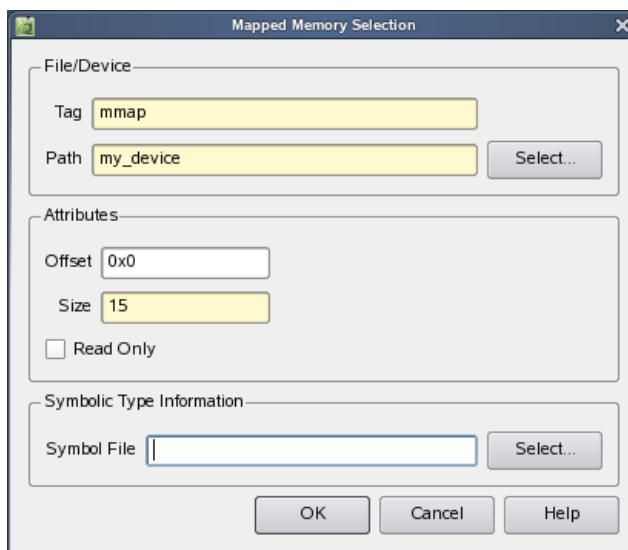 Mapped Memory Selection
File/Device
Tag mmap
Path my_device Select...
Attributes
Offset 0x0
Size 15
Read Only
Symbolic Type Information
Symbol File Select...
OK Cancel Help